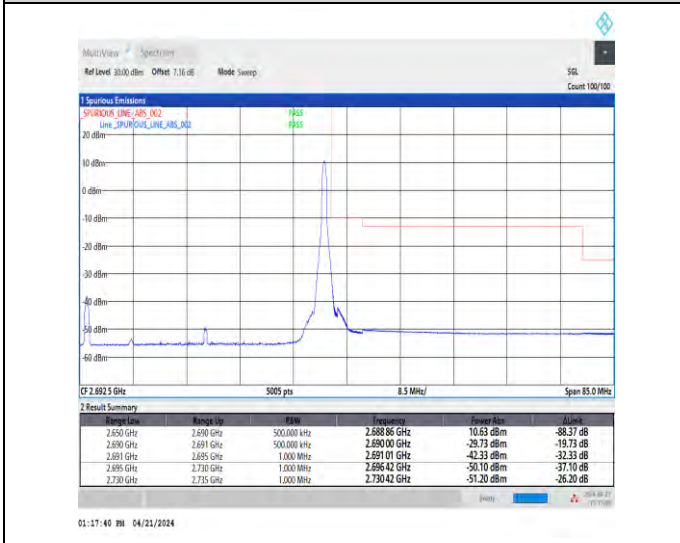 MultiView Spectrum
Ref Level 30.00 dBm Offset 7.16 dB Mode Sweep SGL
Count 100/100
1 Spurious Emissions
_SPURIOUS_LINE_ABS_002 PASS
Line _SPURIOUS_LINE_ABS_002 PASS
20 dBm
10 dBm
0 dBm
-10 dBm
-20 dBm
-30 dBm
-40 dBm
-50 dBm
-60 dBm
CF 2.6925 GHz 5005 pts 8.5 MHz/ Span 85.0 MHz
2 Result Summary
Range Low Range Up RBW Frequency Power Abs ΔLimit
2.650 GHz 2.690 GHz 500.000 kHz 2.688 86 GHz 10.63 dBm -88.37 dB
2.690 GHz 2.691 GHz 500.000 kHz 2.690 00 GHz -29.73 dBm -19.73 dB
2.691 GHz 2.695 GHz 1.000 MHz 2.691 01 GHz -42.33 dBm -32.33 dB
2.695 GHz 2.730 GHz 1.000 MHz 2.696 42 GHz -50.10 dBm -37.10 dB
2.730 GHz 2.735 GHz 1.000 MHz 2.730 42 GHz -51.20 dBm -26.20 dB
Ready
01:17:40 PM 04/21/2024